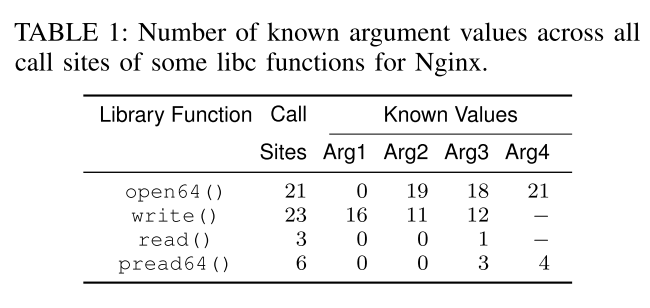 TABLE 1: Number of known argument values across all
call sites of some libc functions for Nginx.
Library Function Call Known Values
Sites Arg1 Arg2 Arg3 Arg4
open64() 21 0 19 18 21
write() 23 16 11 12 –
read() 3 0 0 1 –
pread64() 6 0 0 3 4